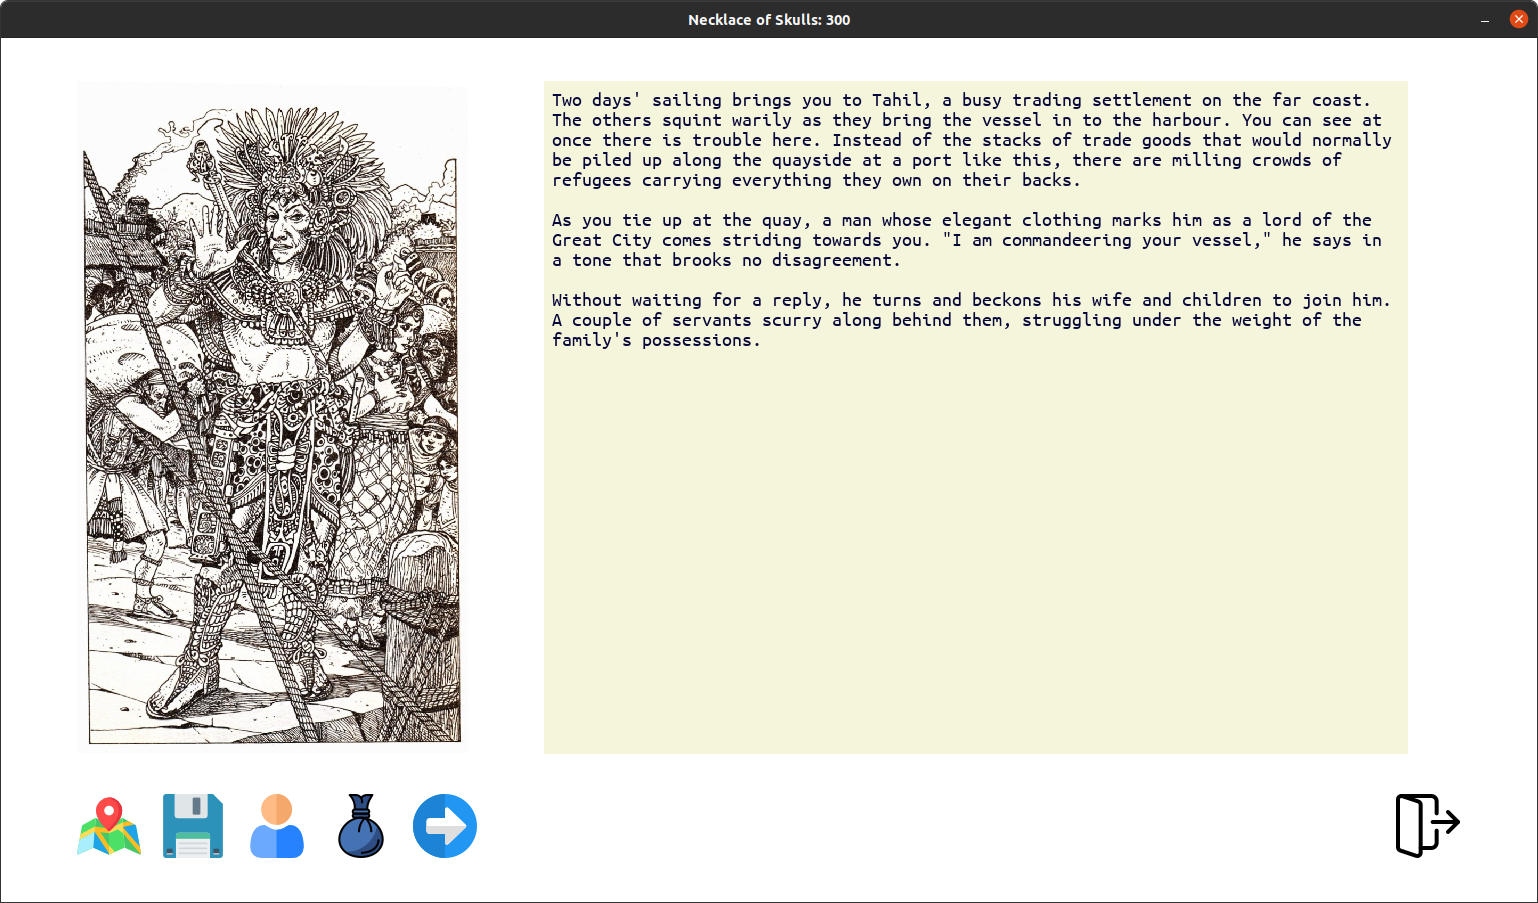 Necklace of Skulls: 300
Two days' sailing brings you to Tahil, a busy trading settlement on the far coast.
The others squint warily as they bring the vessel in to the harbour. You can see at
once there is trouble here. Instead of the stacks of trade goods that would normally
be piled up along the quayside at a port like this, there are milling crowds of
refugees carrying everything they own on their backs.
As you tie up at the quay, a man whose elegant clothing marks him as a lord of the
Great City comes striding towards you. "I am commandeering your vessel," he says in
a tone that brooks no disagreement.
Without waiting for a reply, he turns and beckons his wife and children to join him.
A couple of servants scurry along behind them, struggling under the weight of the
family's possessions.